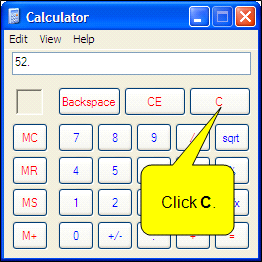 Calculator
Edit View Help
52.
Backspace CE C
MC 7 8 9 / sqrt
MR 4 5 %
MS 1 2 x
M+ 0 +/- . + =
Click C.